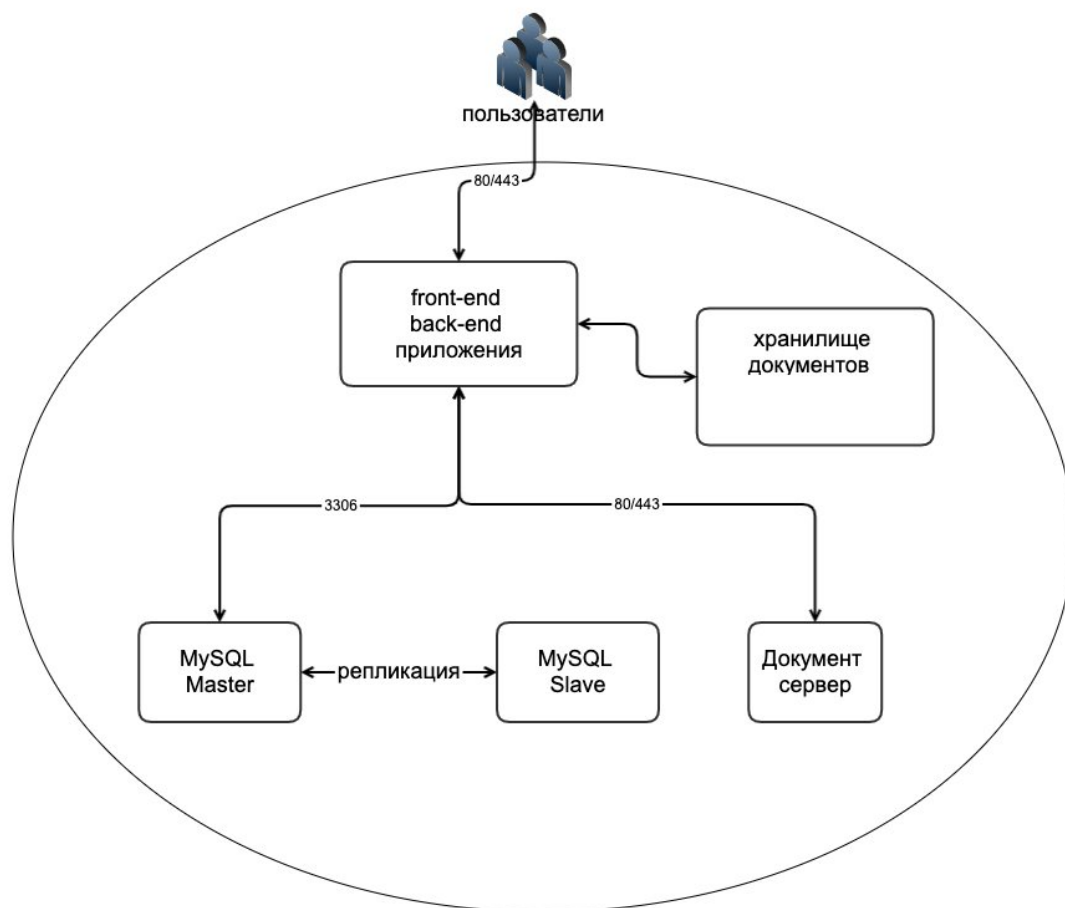 пользователи
80/443
front-end
back-end
приложения
хранилище
документов
3306
80/443
MySQL
Master
репликация
MySQL
Slave
Документ
сервер